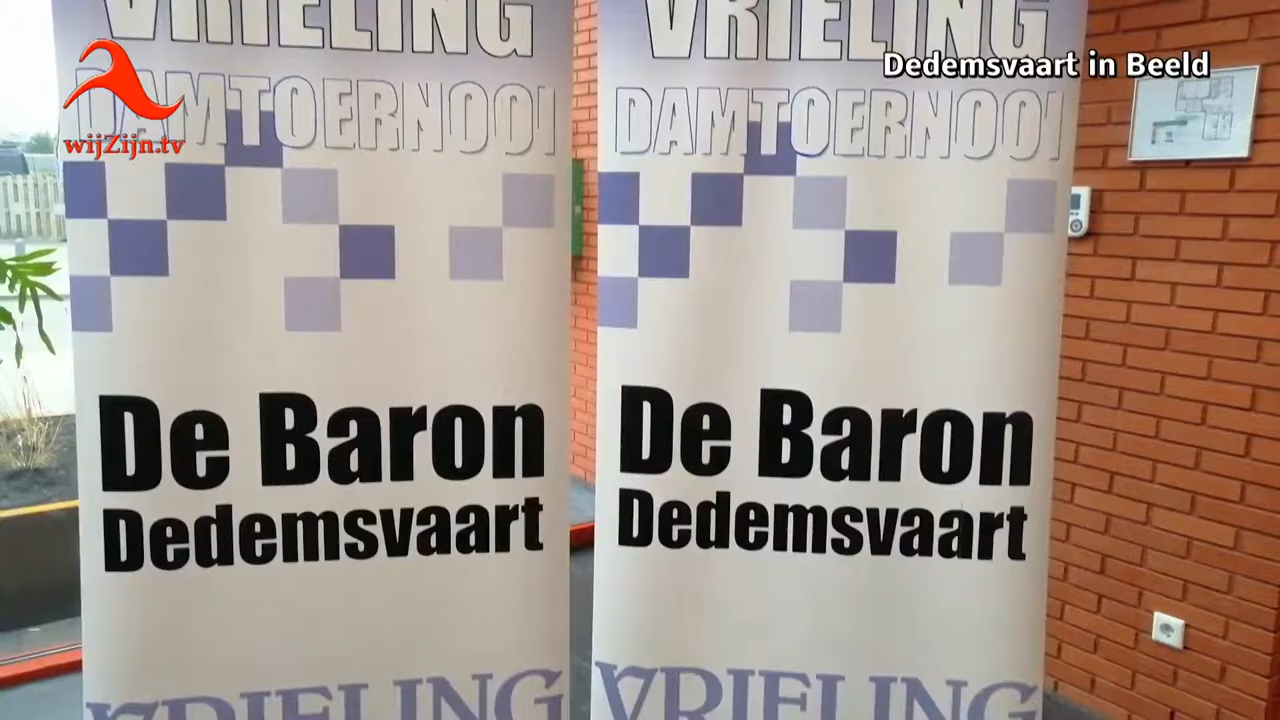 VRIELING
DAMTOERNOOI
De Baron
Dedemsvaart
VRIELING
VRIELING
DAMTOERNOOI
De Baron
Dedemsvaart
VRIELING
wijZijn.tv
Dedemsvaart in Beeld